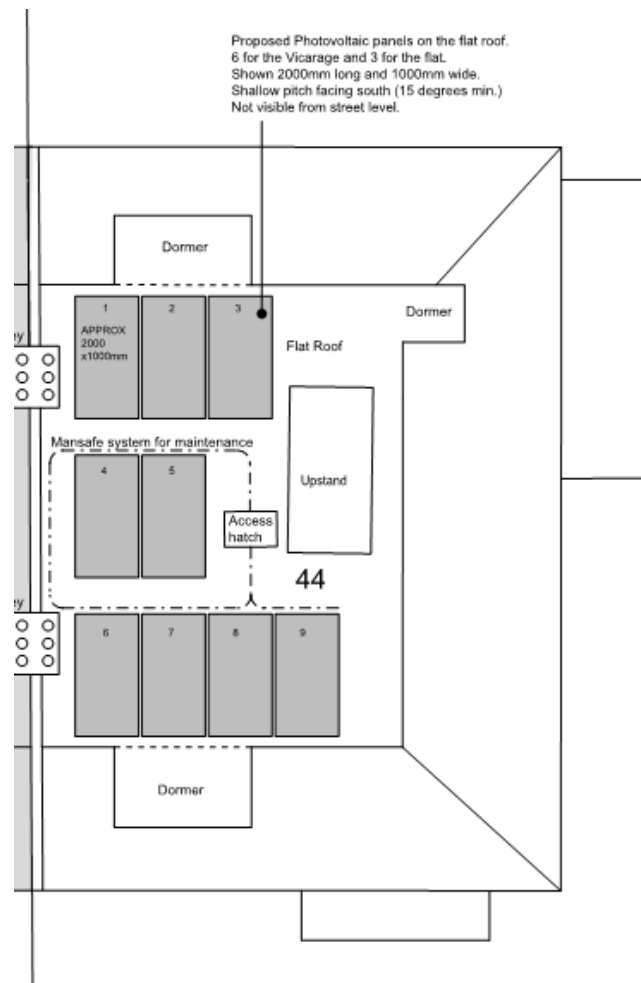 Proposed Photovoltaic panels on the flat roof.
6 for the Vicarage and 3 for the flat.
Shown 2000mm long and 1000mm wide.
Shallow pitch facing south (15 degrees min.)
Not visible from street level.
Dormer
1
2
3
APPROX
2000
x1000mm
Dormer
Flat Roof
Mansafe system for maintenance
4
5
Upstand
Access
hatch
44
6
7
8
9
Dormer